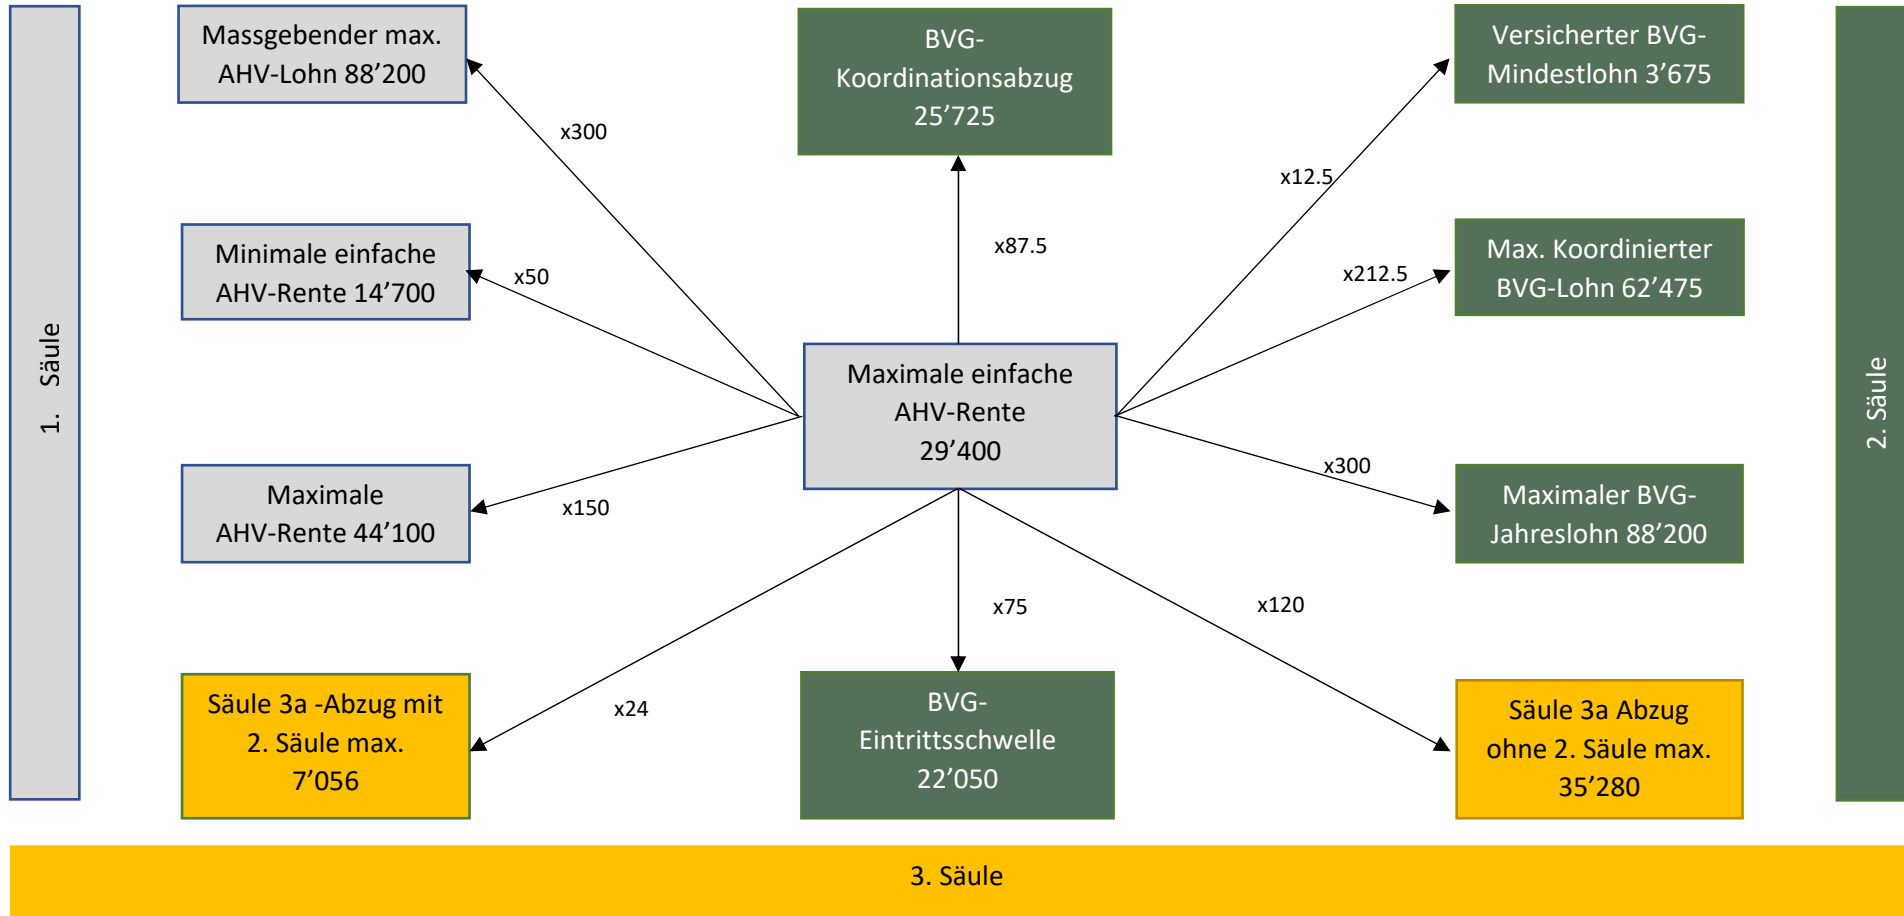 1. Säule
Massgebender max.
AHV-Lohn 88’200
x300
Minimale einfache
AHV-Rente 14’700
x50
Maximale
AHV-Rente 44’100
x150
Säule 3a -Abzug mit
2. Säule max.
7’056
x24
BVG-
Koordinationsabzug
25’725
x87.5
Maximale einfache
AHV-Rente
29’400
x75
BVG-
Eintrittsschwelle
22’050
Versicherter BVG-
Mindestlohn 3’675
x12.5
Max. Koordinierter
BVG-Lohn 62’475
x212.5
x300
Maximaler BVG-
Jahreslohn 88’200
x120
Säule 3a Abzug
ohne 2. Säule max.
35’280
2. Säule
3. Säule